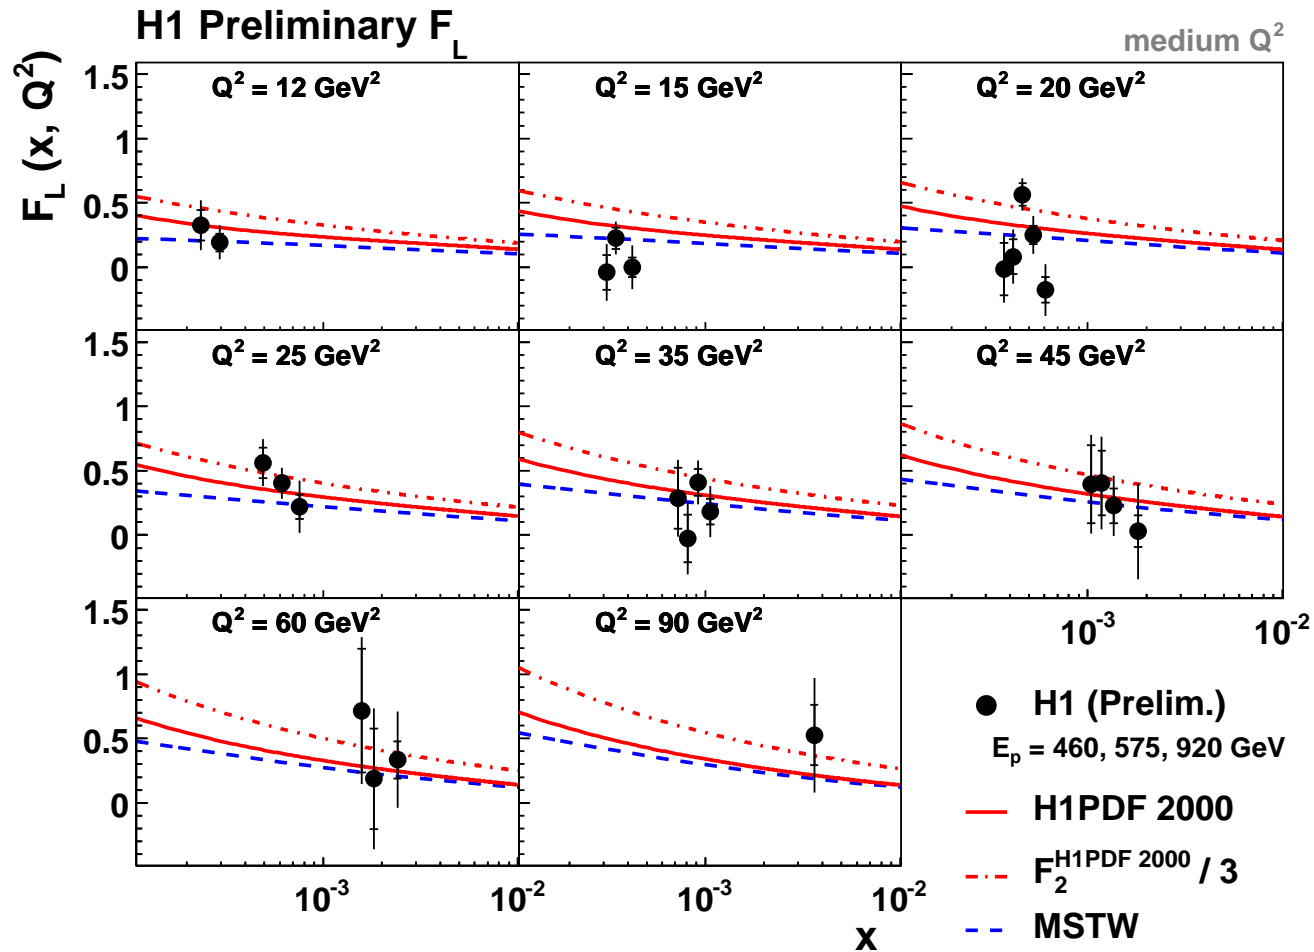 H1 Preliminary F_L
medium Q²
F_L (x, Q²)
Q² = 12 GeV²
Q² = 15 GeV²
Q² = 20 GeV²
1.5
1
0.5
0
Q² = 25 GeV²
Q² = 35 GeV²
Q² = 45 GeV²
1.5
1
0.5
0
Q² = 60 GeV²
Q² = 90 GeV²
1.5
1
0.5
0
10⁻³
10⁻²
10⁻³
10⁻²
10⁻³
10⁻²
x
H1 (Prelim.)
E_p = 460, 575, 920 GeV
H1PDF 2000
F₂^H1PDF 2000 / 3
MSTW